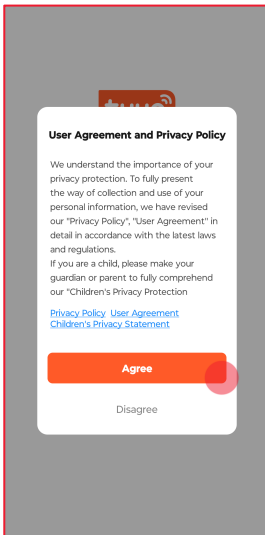 User Agreement and Privacy Policy
We understand the importance of your
privacy protection. To fully present
the way of collection and use of your
personal information, we have revised
our "Privacy Policy", "User Agreement" in
detail in accordance with the latest laws
and regulations.
If you are a child, please make your
guardian or parent to fully comprehend
our "Children's Privacy Protection
Privacy Policy User Agreement
Children's Privacy Statement
Agree
Disagree